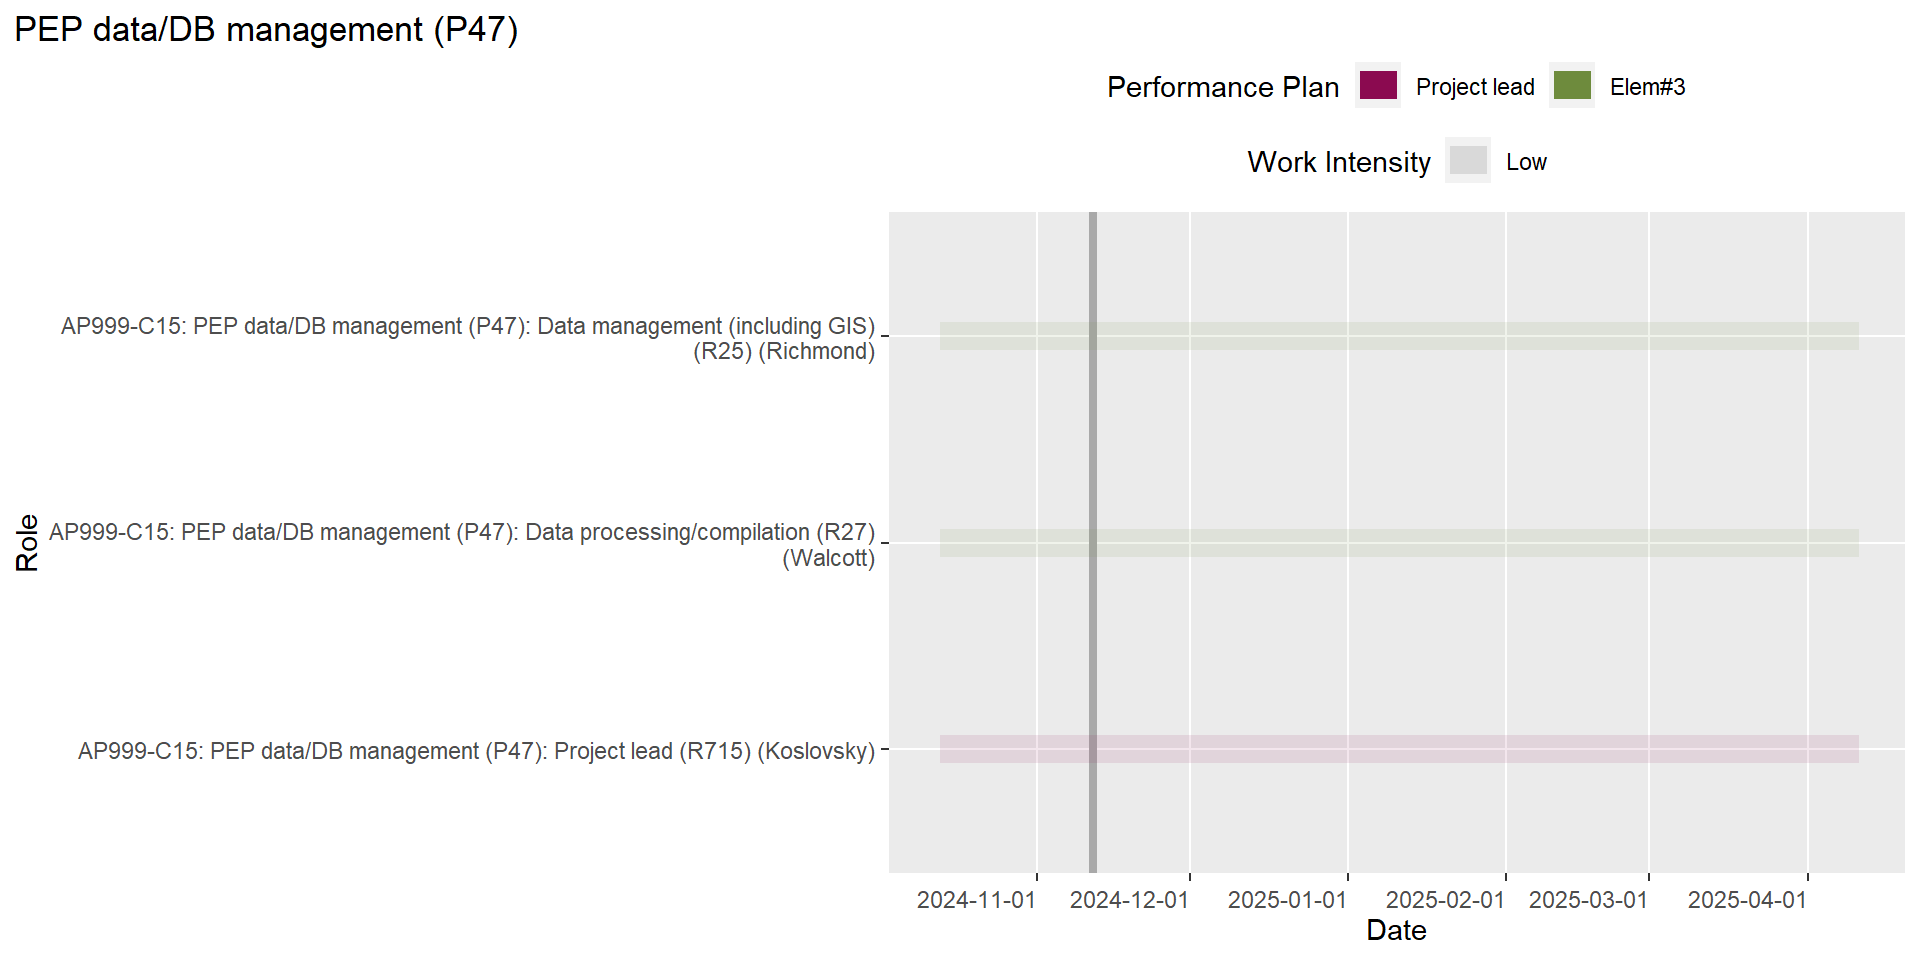 PEP data/DB management (P47)
Performance Plan Project lead Elem#3
Work Intensity Low
AP999-C15: PEP data/DB management (P47): Data management (including GIS)
(R25) (Richmond)
Role
AP999-C15: PEP data/DB management (P47): Data processing/compilation (R27)
(Walcott)
AP999-C15: PEP data/DB management (P47): Project lead (R715) (Koslovsky)
2024-11-01 2024-12-01 2025-01-01 2025-02-01 2025-03-01 2025-04-01
Date